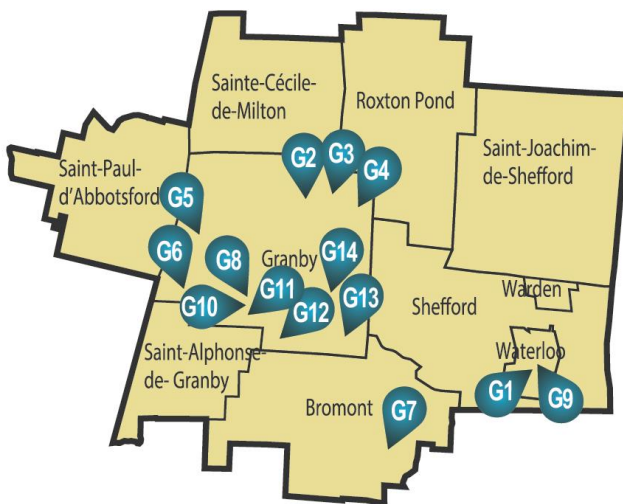 Sainte-Cécile-
de-Milton
Roxton Pond
Saint-Joachim-
de-Shefford
Saint-Paul-
d'Abbotsford
G2
G3
G4
G5
G6
G8
Granby
G14
G10
G11
G12
G13
Shefford
Warden
Waterloo
Saint-Alphonse-
de- Granby
Bromont
G7
G1
G9